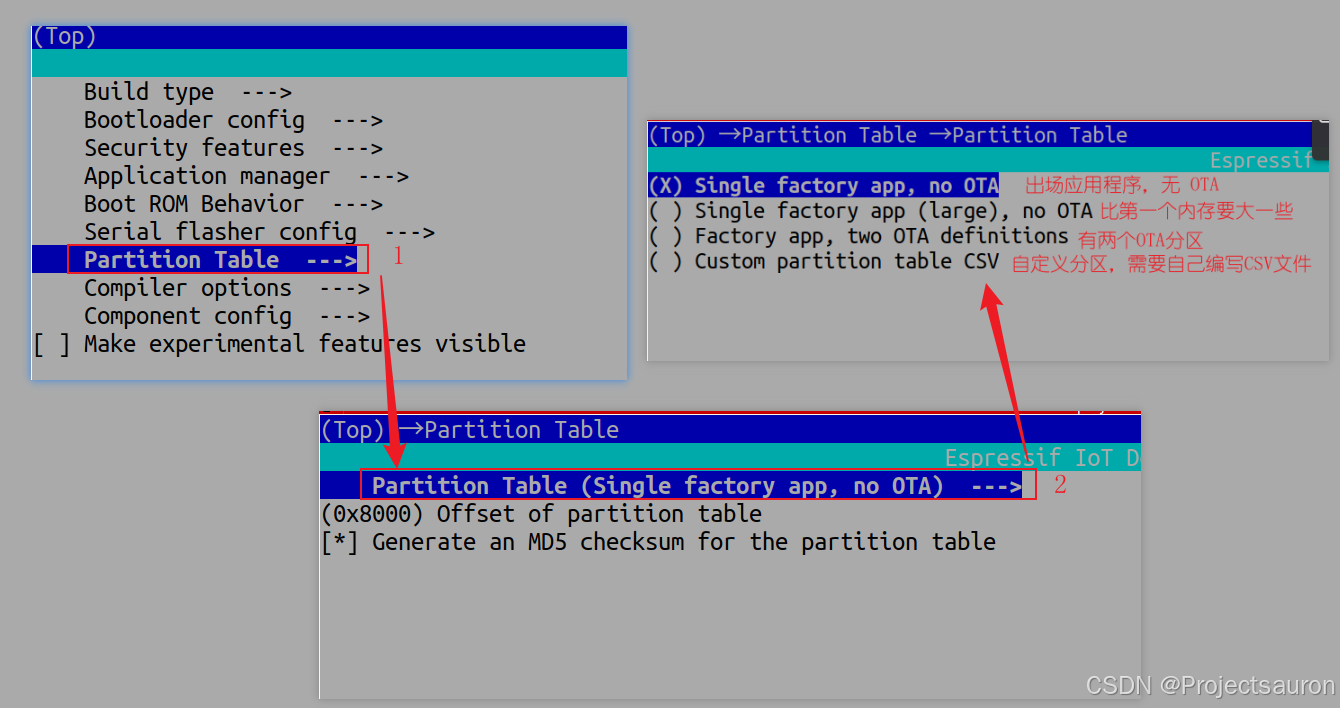 (Top)
Build type --->
Bootloader config --->
Security features --->
Application manager --->
Boot ROM Behavior --->
Serial flasher config --->
Partition Table --->
1
Compiler options --->
Component config --->
[ ] Make experimental features visible
(Top) →Partition Table →Partition Table
Espressif
(X) Single factory app, no OTA 出场应用程序，无 OTA
( ) Single factory app (large), no OTA 比第一个内存要大一些
( ) Factory app, two OTA definitions 有两个OTA分区
( ) Custom partition table CSV 自定义分区，需要自己编写CSV文件
(Top) →Partition Table
Espressif IoT De
Partition Table (Single factory app, no OTA) --->
2
(0x8000) Offset of partition table
[*] Generate an MD5 checksum for the partition table
CSDN @Projectsauron